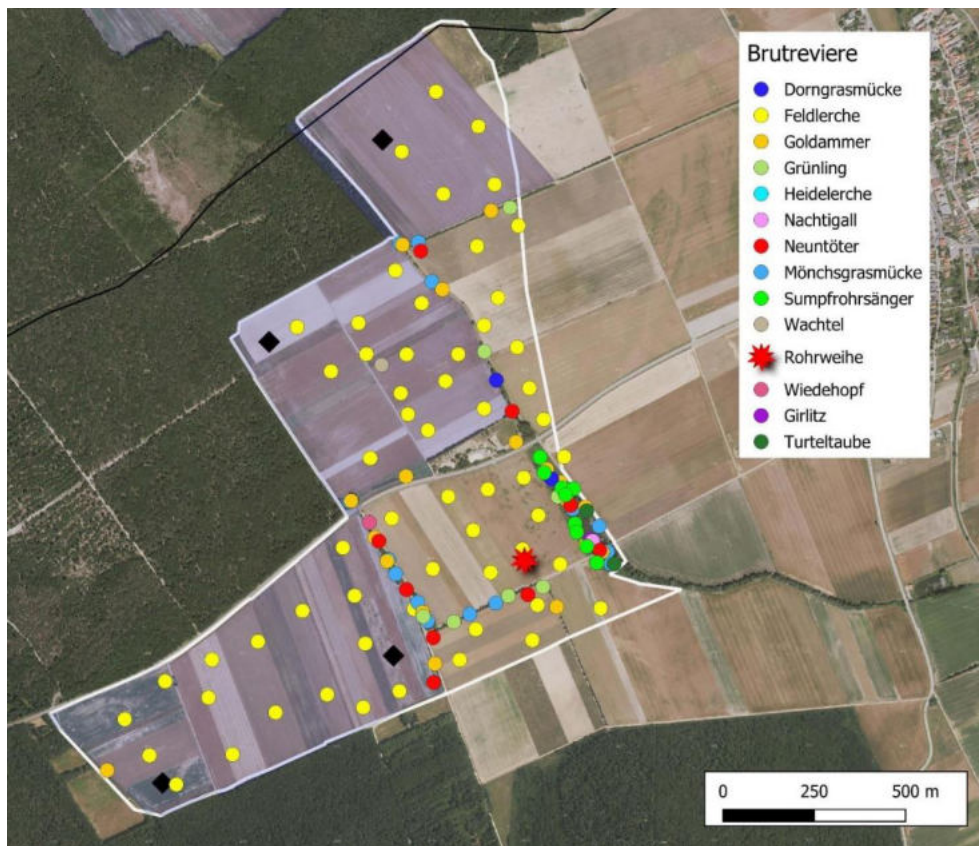 Brutreviere
Dorngrasmücke
Feldlerche
Goldammer
Grünling
Heidelerche
Nachtigall
Neuntöter
Mönchsgrasmücke
Sumpfrohrsänger
Wachtel
Rohrweihe
Wiedehopf
Girlitz
Turteltaube
0 250 500 m